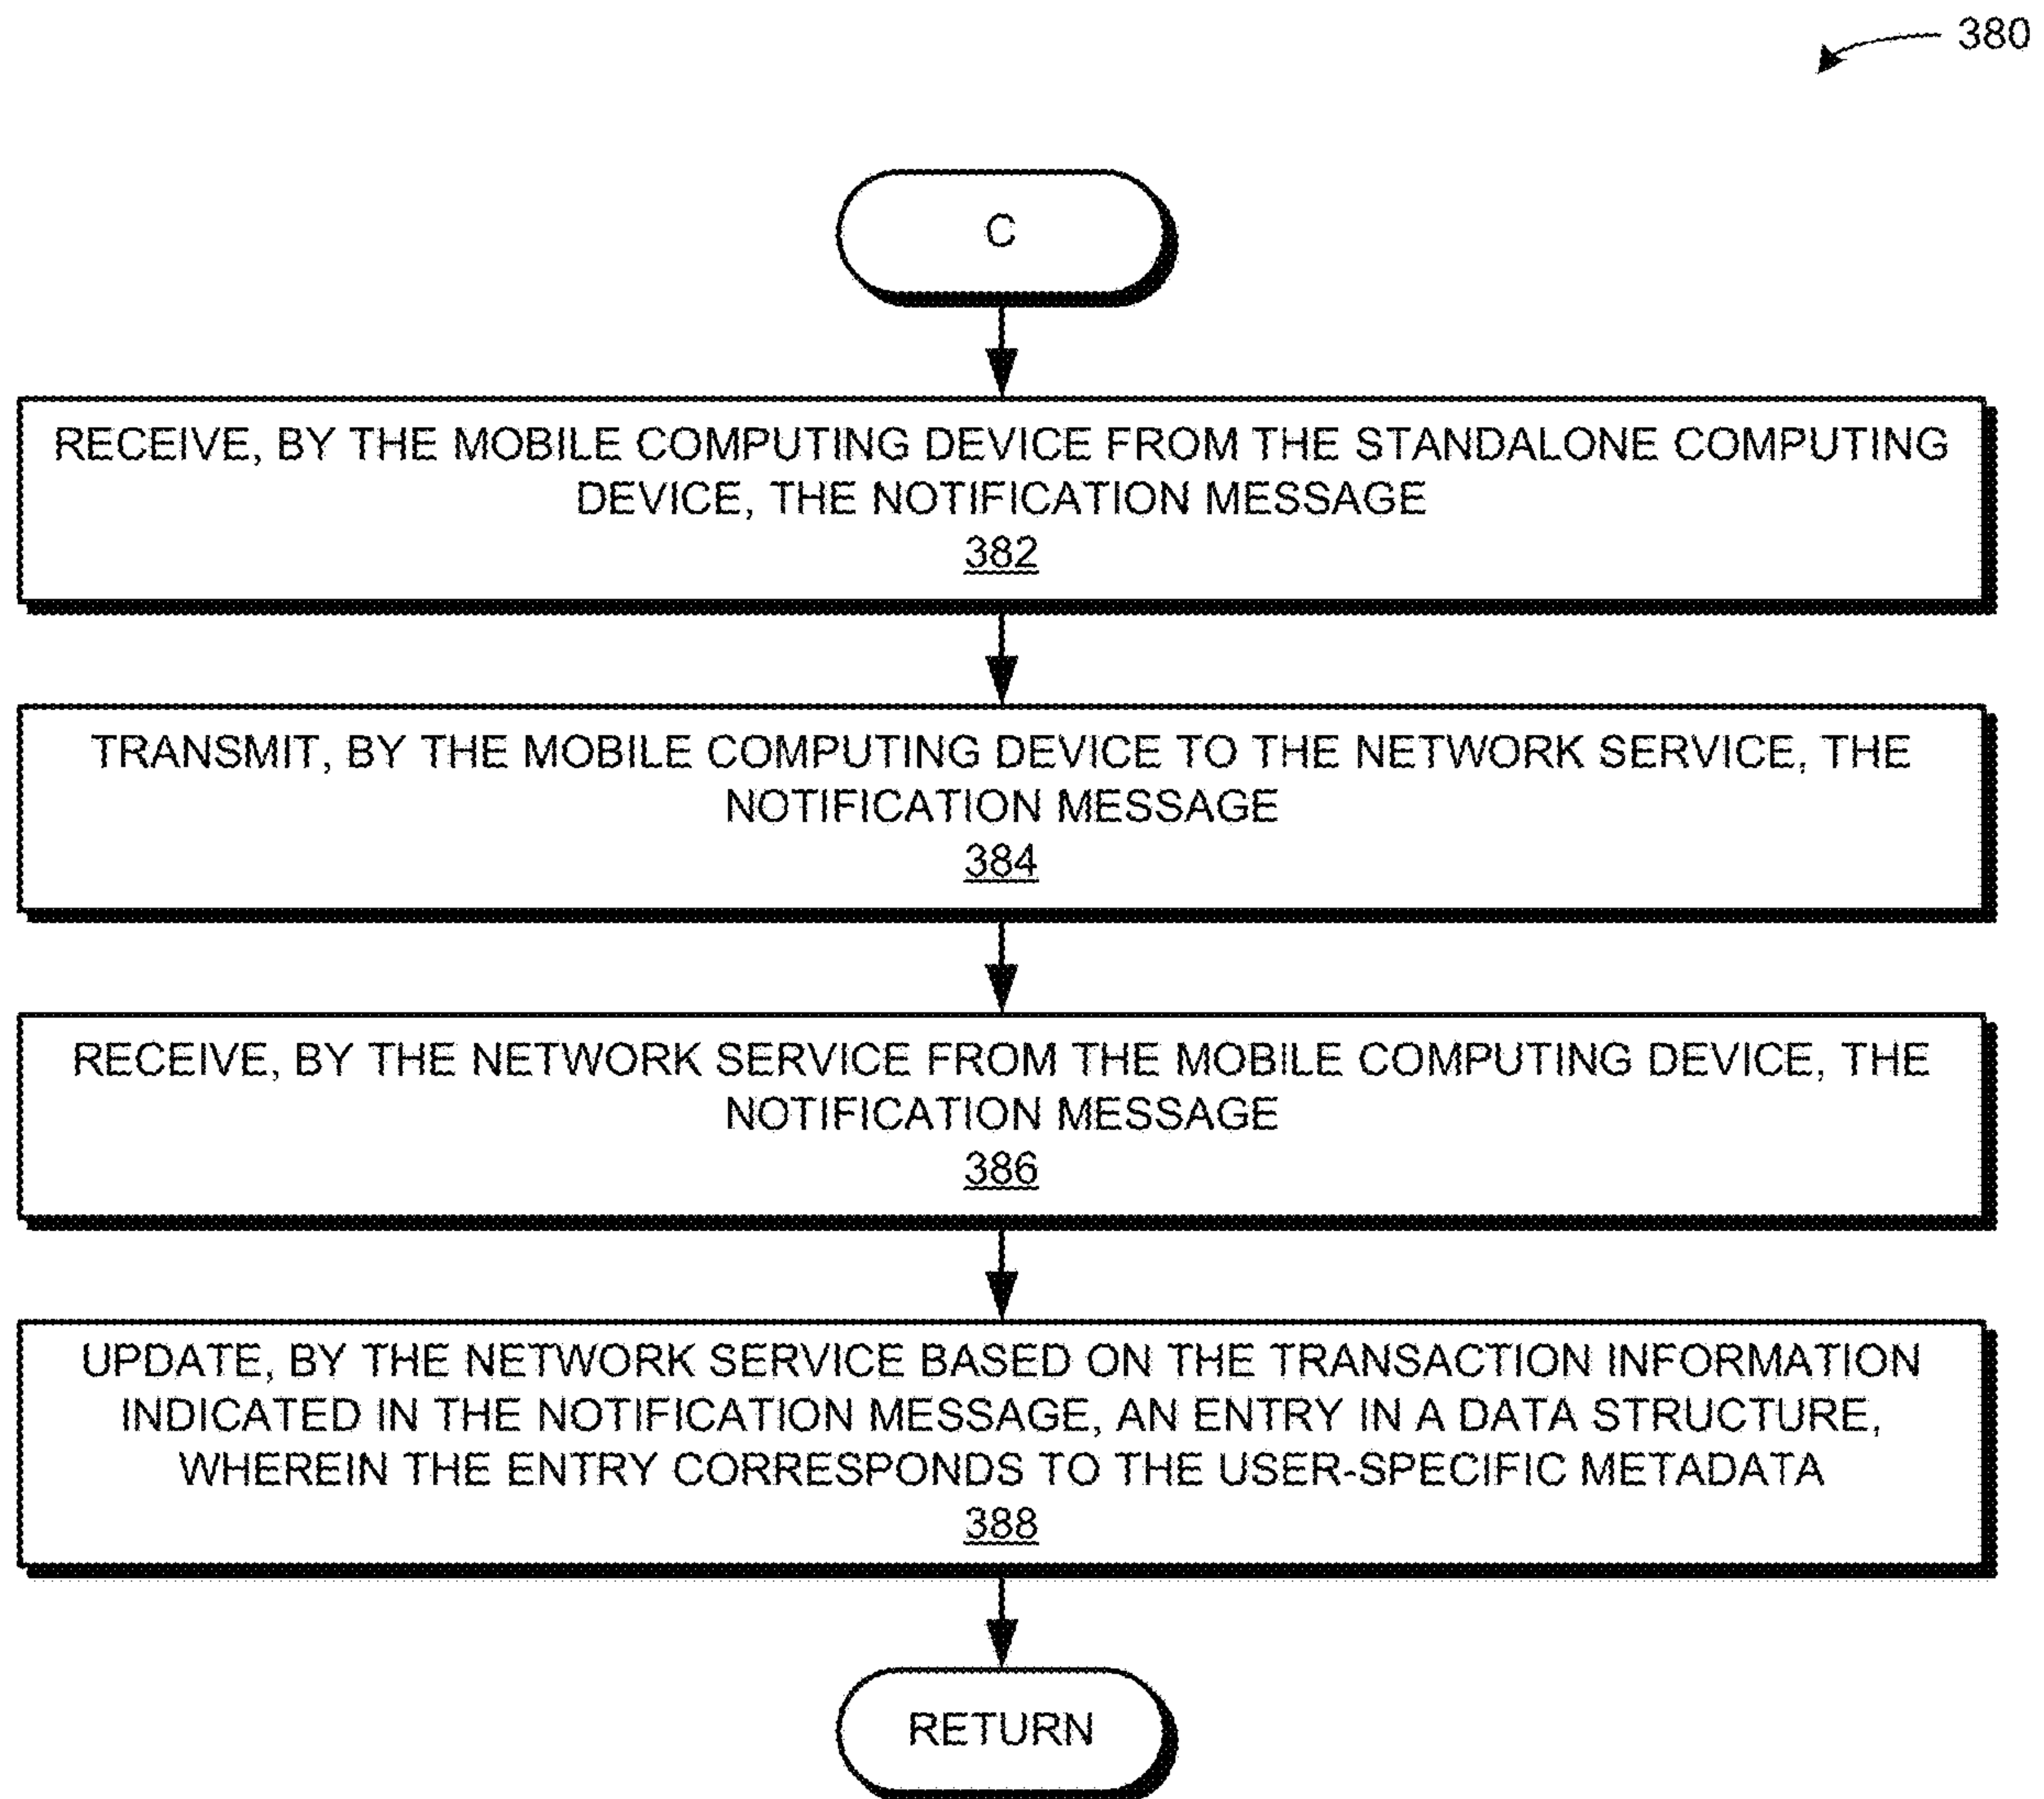 380
C
RECEIVE, BY THE MOBILE COMPUTING DEVICE FROM THE STANDALONE COMPUTING
DEVICE, THE NOTIFICATION MESSAGE
382
TRANSMIT, BY THE MOBILE COMPUTING DEVICE TO THE NETWORK SERVICE, THE
NOTIFICATION MESSAGE
384
RECEIVE, BY THE NETWORK SERVICE FROM THE MOBILE COMPUTING DEVICE, THE
NOTIFICATION MESSAGE
386
UPDATE, BY THE NETWORK SERVICE BASED ON THE TRANSACTION INFORMATION
INDICATED IN THE NOTIFICATION MESSAGE, AN ENTRY IN A DATA STRUCTURE,
WHEREIN THE ENTRY CORRESPONDS TO THE USER-SPECIFIC METADATA
388
RETURN